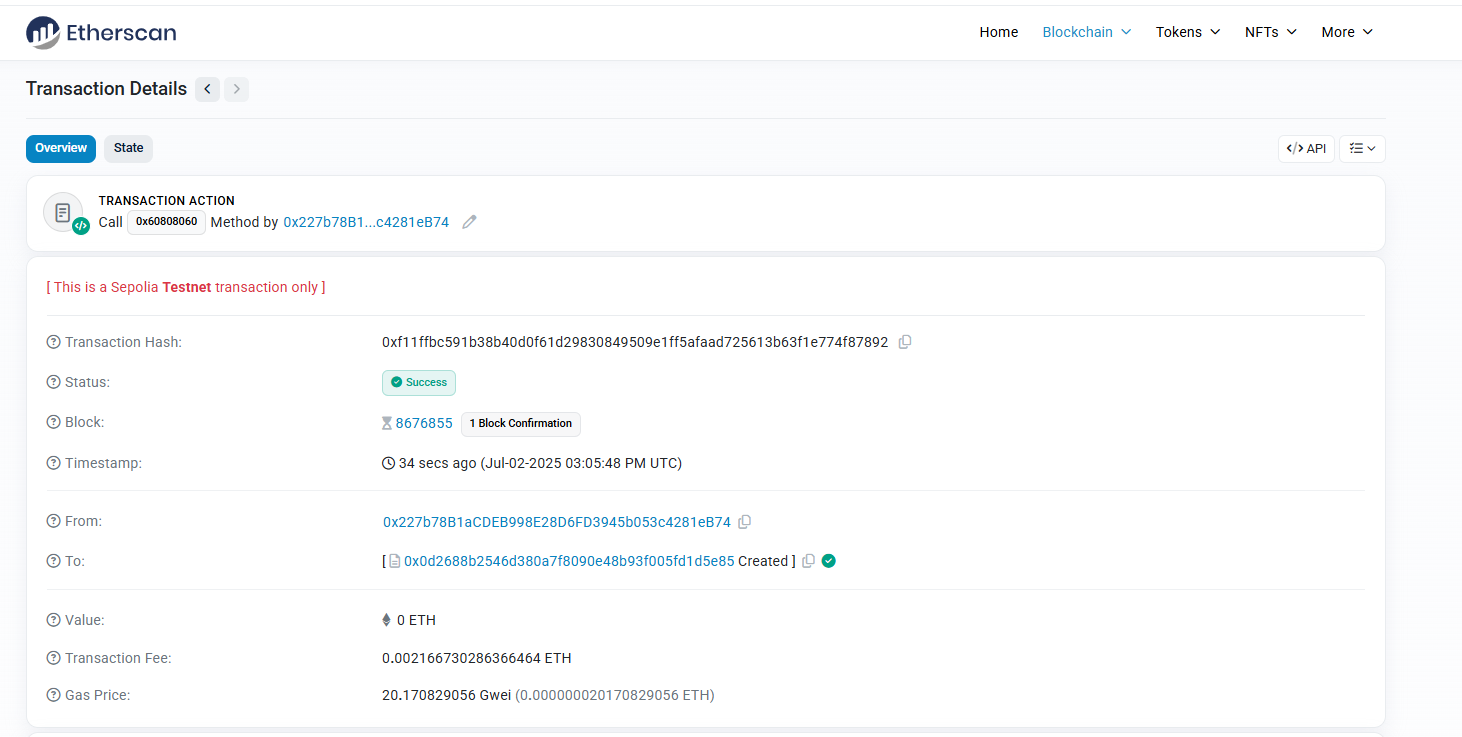 Etherscan
Home Blockchain Tokens NFTs More
Transaction Details
Overview State
</> API
TRANSACTION ACTION
Call 0x60808060 Method by 0x227b78B1...c4281eB74
[ This is a Sepolia Testnet transaction only ]
Transaction Hash: 0xf11ffbc591b38b40d0f61d29830849509e1ff5afaad725613b63f1e774f87892
Status: Success
Block: 8676855 1 Block Confirmation
Timestamp: 34 secs ago (Jul-02-2025 03:05:48 PM UTC)
From: 0x227b78B1aCDEB998E28D6FD3945b053c4281eB74
To: [ 0x0d2688b2546d380a7f8090e48b93f005fd1d5e85 Created ]
Value: 0 ETH
Transaction Fee: 0.002166730286366464 ETH
Gas Price: 20.170829056 Gwei (0.000000020170829056 ETH)